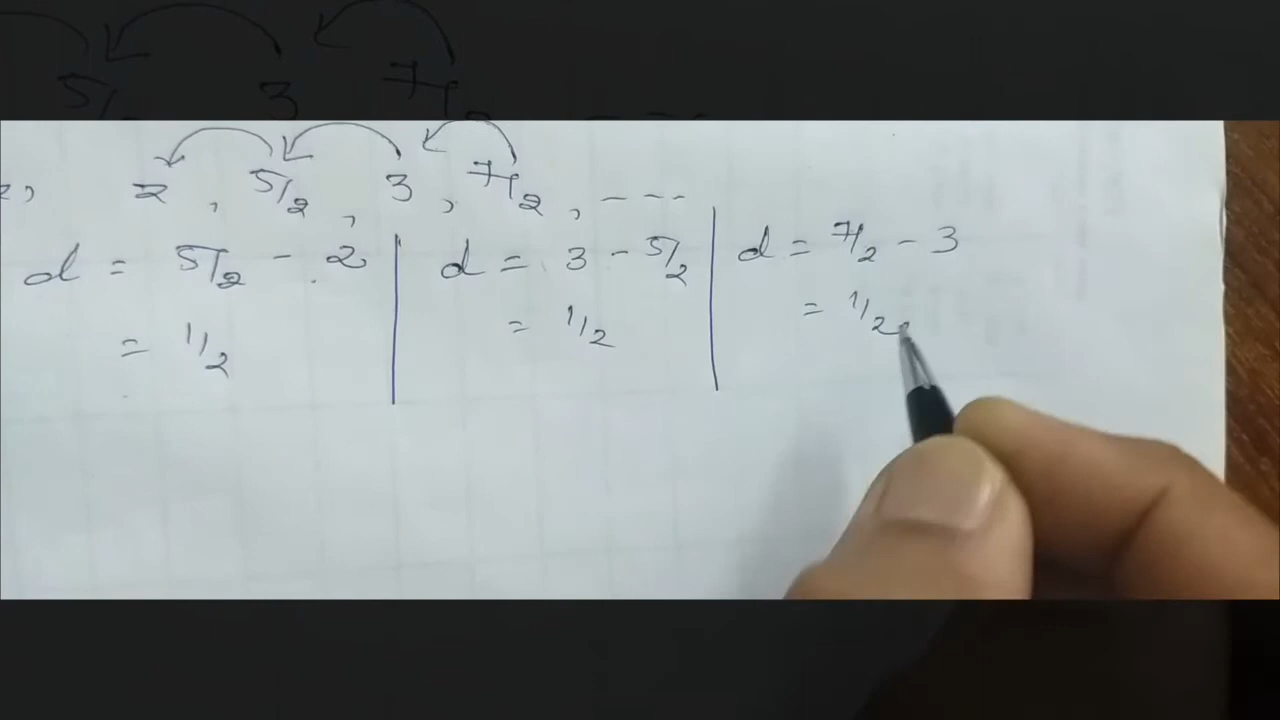 2, 5/2, 3, 7/2, ---
d = 5/2 - 2
= 1/2
d = 3 - 5/2
= 1/2
d = 7/2 - 3
= 1/2